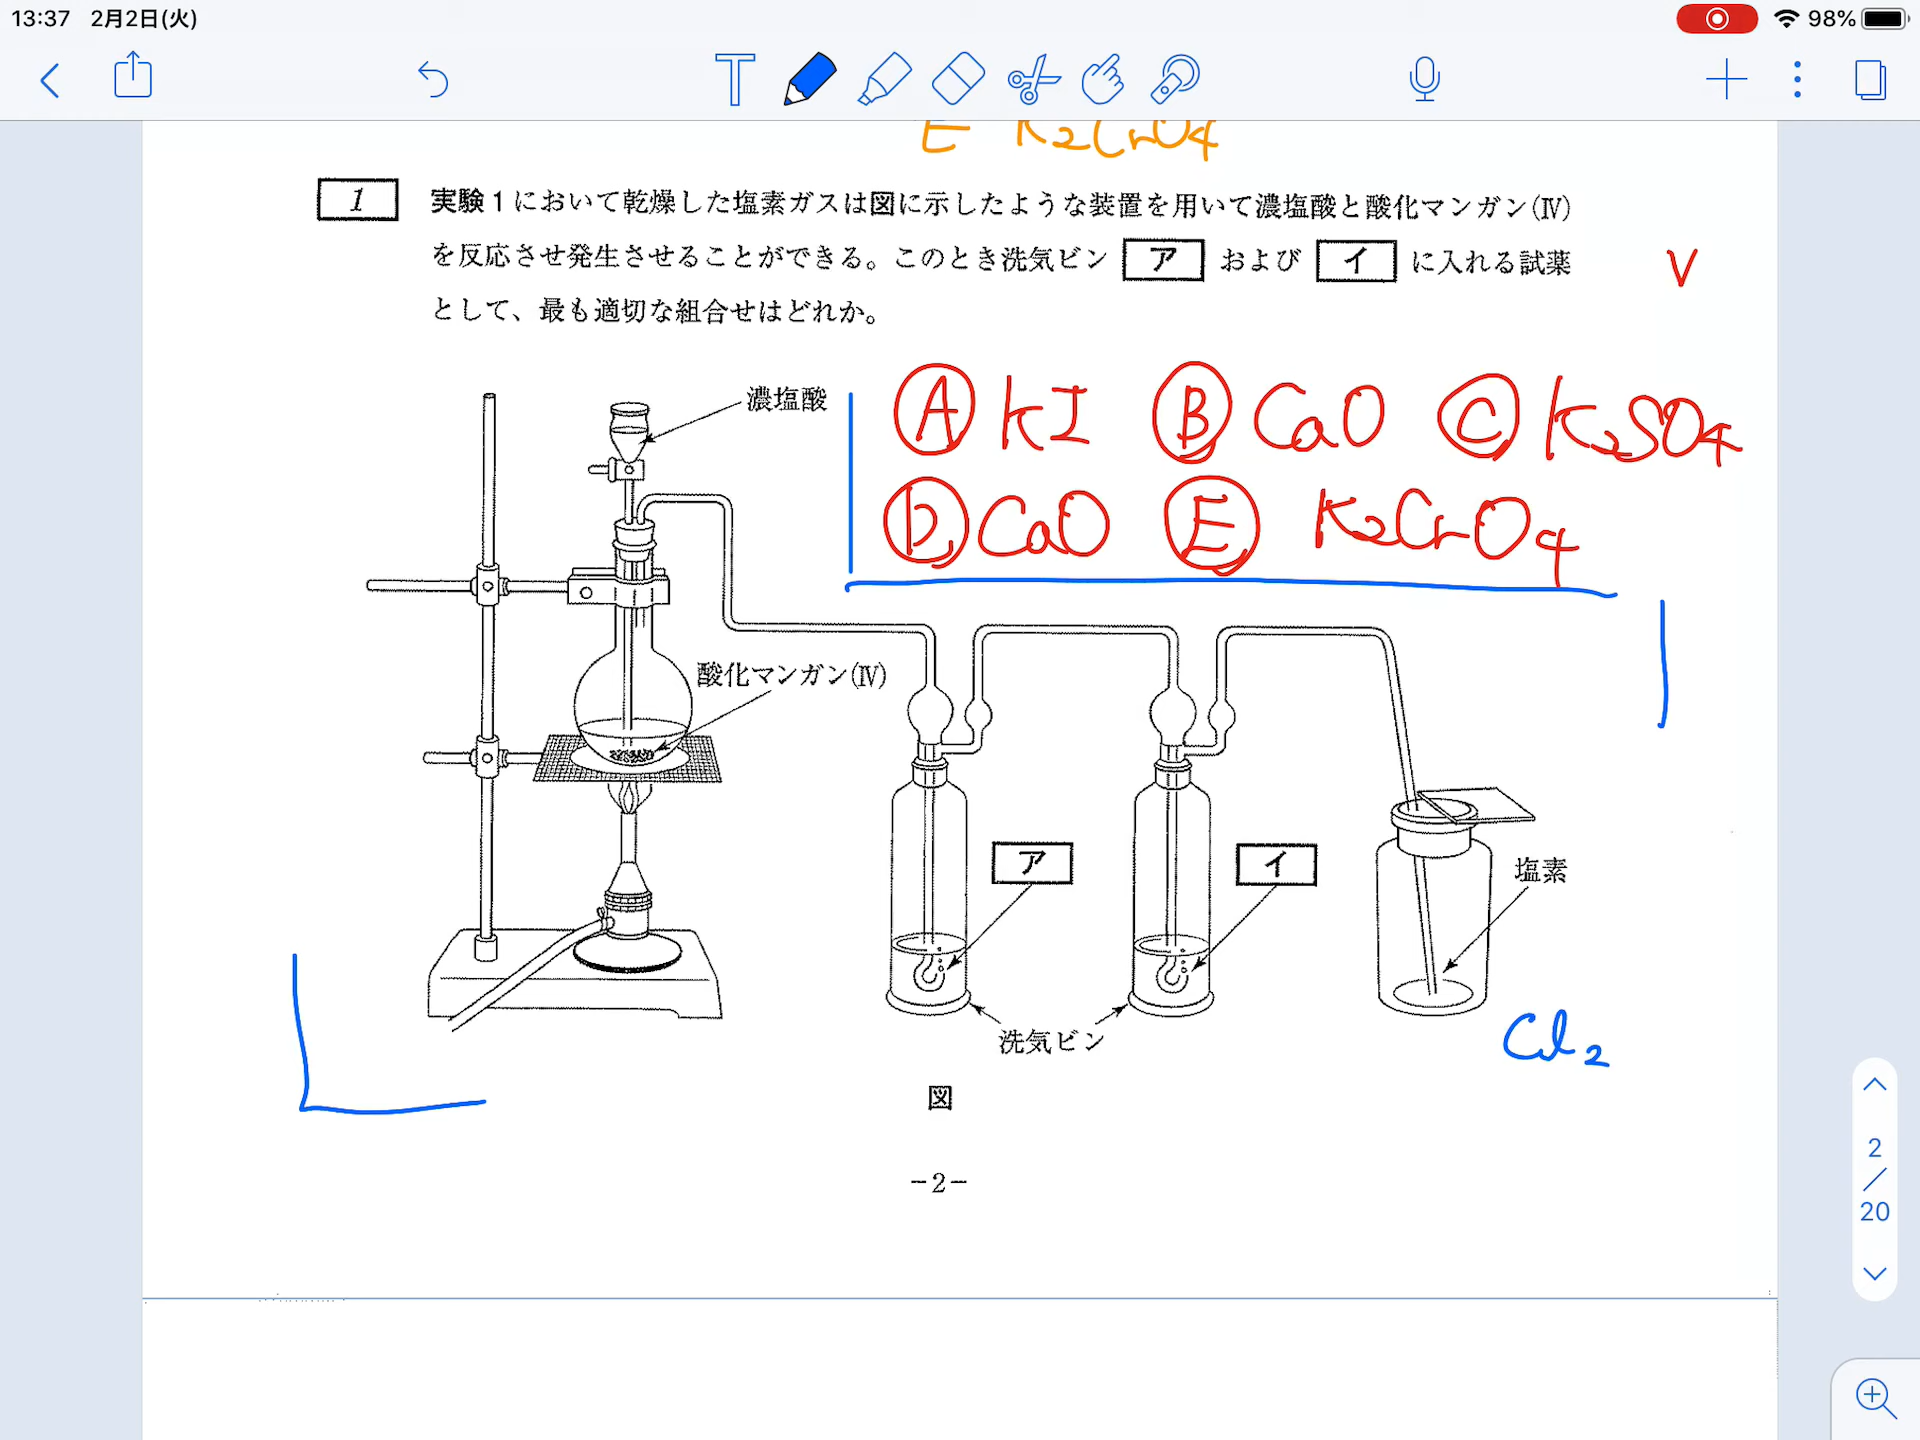 13:37 2月2日(火) 98%
T
E K₂CrO₄
1 実験1において乾燥した塩素ガスは図に示したような装置を用いて濃塩酸と酸化マンガン(Ⅳ)
を反応させ発生させることができる。このとき洗気ビン ア および イ に入れる試薬
として、最も適切な組合せはどれか。
V
濃塩酸
Ⓐ KI Ⓑ CaO Ⓒ K₂SO₄
Ⓓ CaO Ⓔ K₂CrO₄
酸化マンガン(Ⅳ)
ア
イ
塩素
洗気ビン
Cl₂
図
−2−
2
/
20